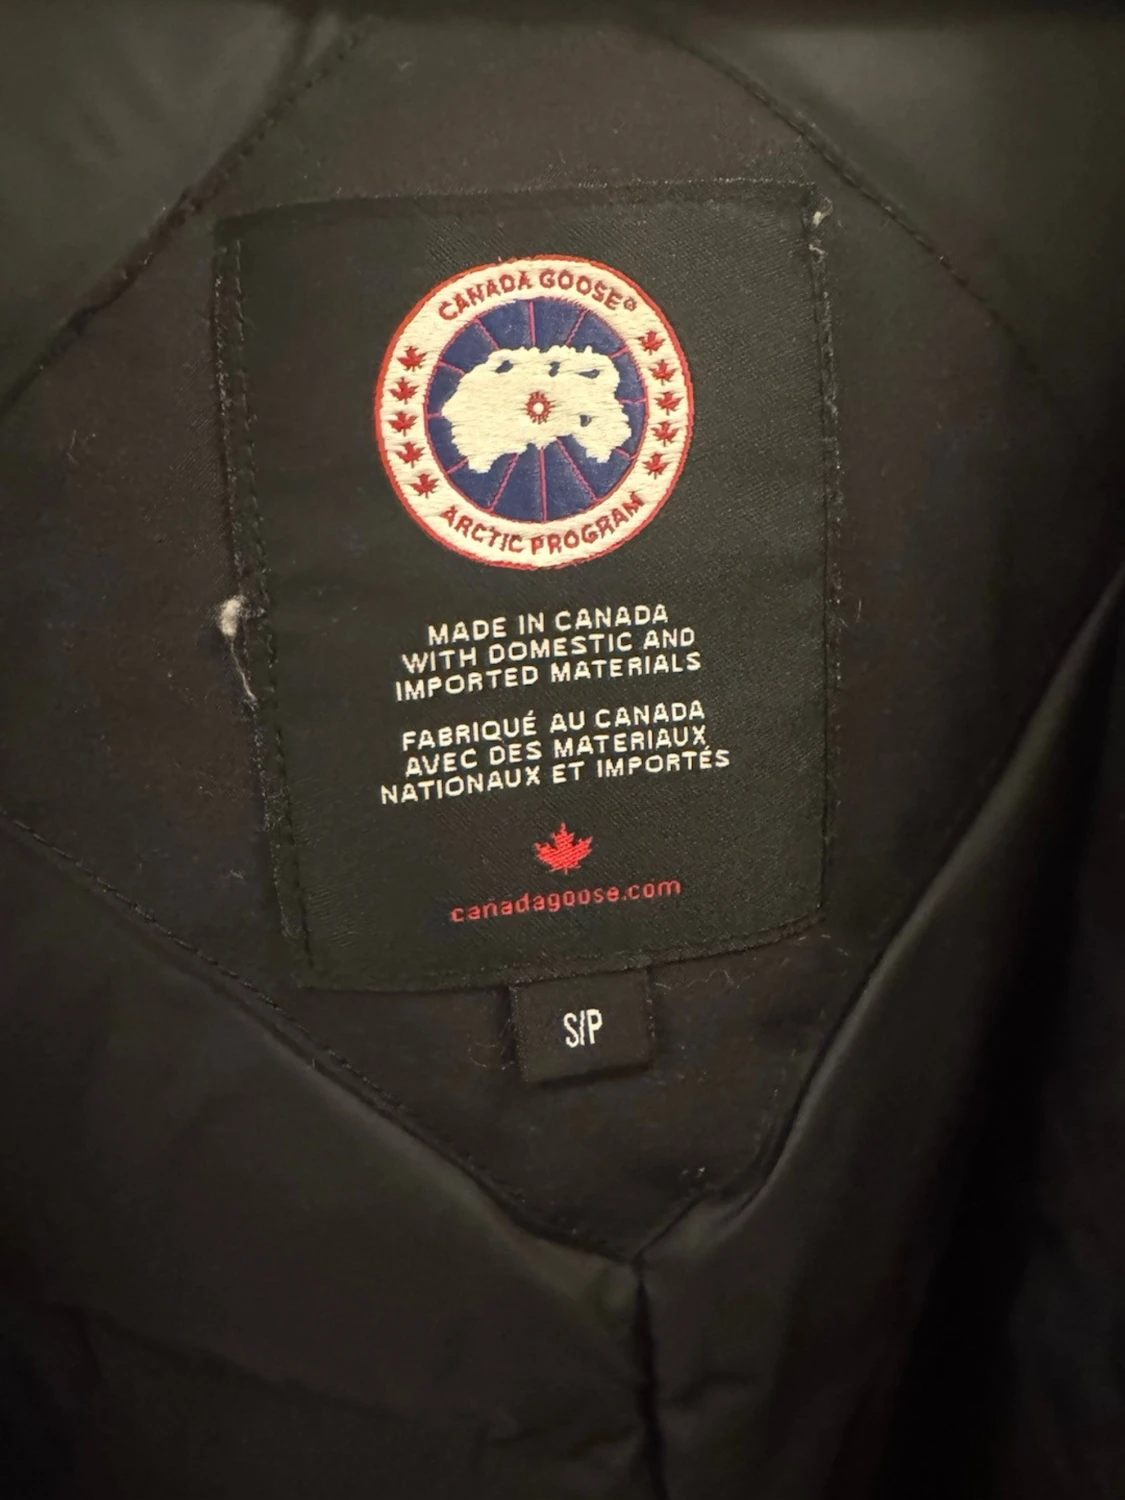 CANADA GOOSE®
ARCTIC PROGRAM
MADE IN CANADA
WITH DOMESTIC AND
IMPORTED MATERIALS
FABRIQUÉ AU CANADA
AVEC DES MATERIAUX
NATIONAUX ET IMPORTÉS
canadagoose.com
S/P